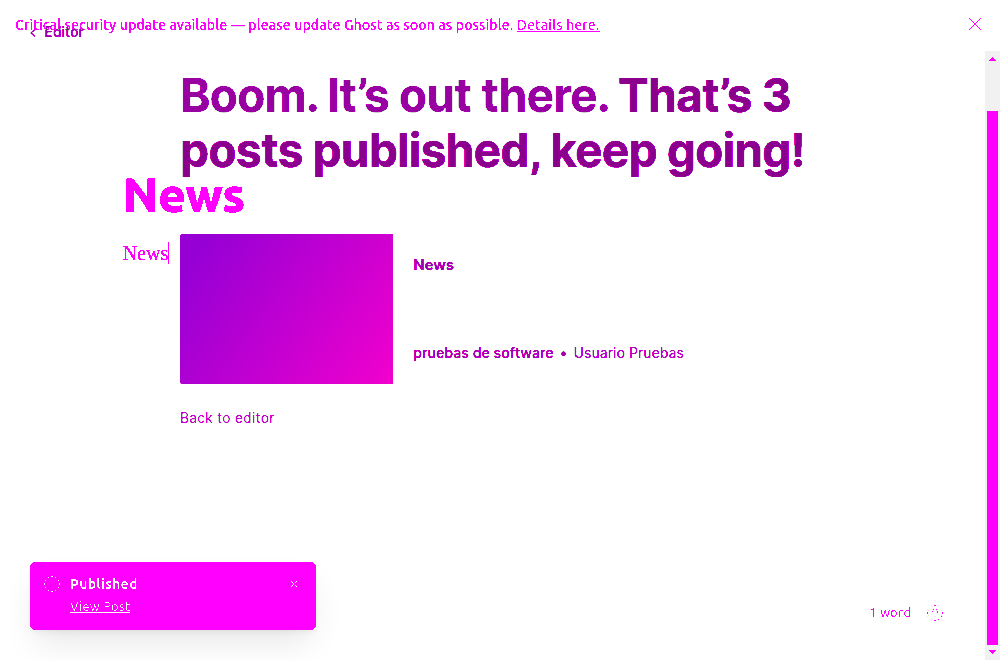 Critical security update available — please update Ghost as soon as possible. Details here.
Editor
Boom. It’s out there. That’s 3
posts published, keep going!
News
News
News
pruebas de software • Usuario Pruebas
Back to editor
Published
View Post
1 word